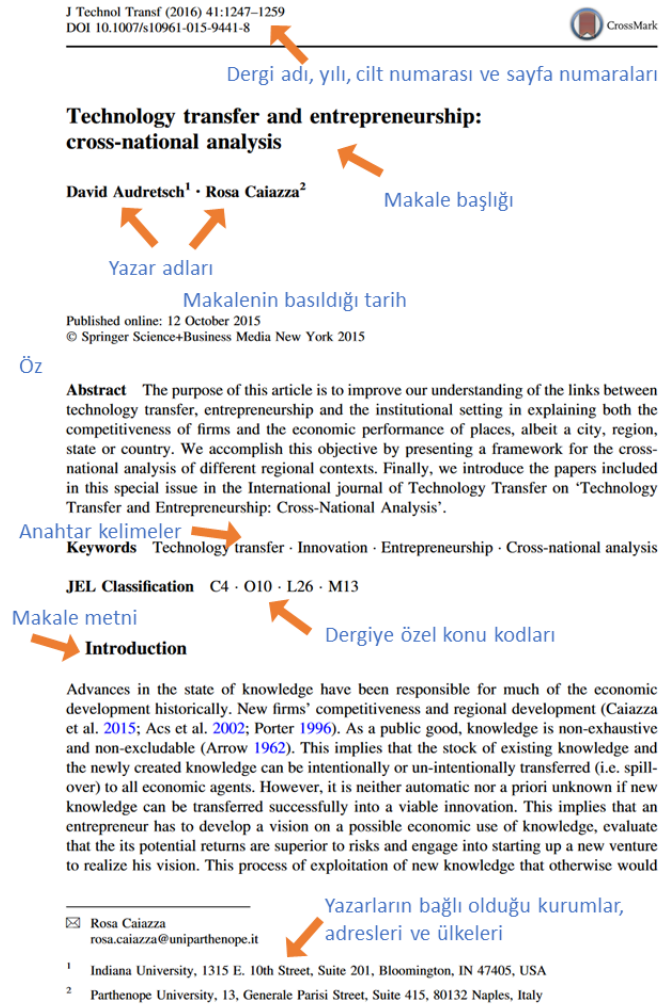 J Technol Transf (2016) 41:1247–1259
DOI 10.1007/s10961-015-9441-8
CrossMark
Dergi adı, yılı, cilt numarası ve sayfa numaraları
Technology transfer and entrepreneurship:
cross-national analysis
Makale başlığı
David Audretsch¹ · Rosa Caiazza²
Yazar adları
Makalenin basıldığı tarih
Published online: 12 October 2015
© Springer Science+Business Media New York 2015
Öz
Abstract The purpose of this article is to improve our understanding of the links between
technology transfer, entrepreneurship and the institutional setting in explaining both the
competitiveness of firms and the economic performance of places, albeit a city, region,
state or country. We accomplish this objective by presenting a framework for the cross-
national analysis of different regional contexts. Finally, we introduce the papers included
in this special issue in the International journal of Technology Transfer on ‘Technology
Transfer and Entrepreneurship: Cross-National Analysis’.
Anahtar kelimeler
Keywords Technology transfer · Innovation · Entrepreneurship · Cross-national analysis
JEL Classification C4 · O10 · L26 · M13
Makale metni
Dergiye özel konu kodları
Introduction
Advances in the state of knowledge have been responsible for much of the economic
development historically. New firms’ competitiveness and regional development (Caiazza
et al. 2015; Acs et al. 2002; Porter 1996). As a public good, knowledge is non-exhaustive
and non-excludable (Arrow 1962). This implies that the stock of existing knowledge and
the newly created knowledge can be intentionally or un-intentionally transferred (i.e. spill-
over) to all economic agents. However, it is neither automatic nor a priori unknown if new
knowledge can be transferred successfully into a viable innovation. This implies that an
entrepreneur has to develop a vision on a possible economic use of knowledge, evaluate
that the its potential returns are superior to risks and engage into starting up a new venture
to realize his vision. This process of exploitation of new knowledge that otherwise would
Yazarların bağlı olduğu kurumlar,
adresleri ve ülkeleri
✉ Rosa Caiazza
rosa.caiazza@uniparthenope.it
¹ Indiana University, 1315 E. 10th Street, Suite 201, Bloomington, IN 47405, USA
² Parthenope University, 13, Generale Parisi Street, Suite 415, 80132 Naples, Italy